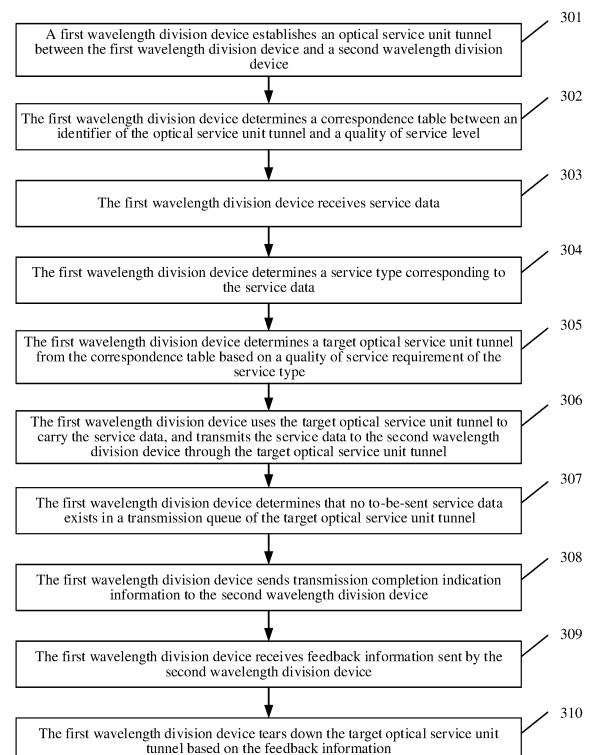 301
A first wavelength division device establishes an optical service unit tunnel
between the first wavelength division device and a second wavelength division
device
302
The first wavelength division device determines a correspondence table between an
identifier of the optical service unit tunnel and a quality of service level
303
The first wavelength division device receives service data
304
The first wavelength division device determines a service type corresponding to
the service data
305
The first wavelength division device determines a target optical service unit tunnel
from the correspondence table based on a quality of service requirement of the
service type
306
The first wavelength division device uses the target optical service unit tunnel to
carry the service data, and transmits the service data to the second wavelength
division device through the target optical service unit tunnel
307
The first wavelength division device determines that no to-be-sent service data
exists in a transmission queue of the target optical service unit tunnel
308
The first wavelength division device sends transmission completion indication
information to the second wavelength division device
309
The first wavelength division device receives feedback information sent by the
second wavelength division device
310
The first wavelength division device tears down the target optical service unit
tunnel based on the feedback information